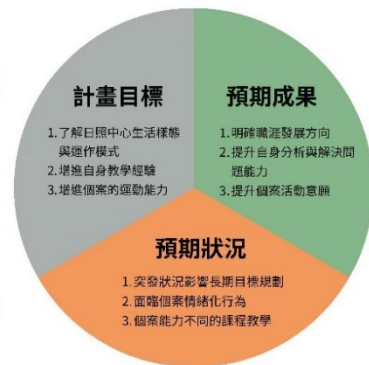 計畫目標
1.了解日照中心生活樣態
與運作模式
2.增進自身教學經驗
3.增進個案的運動能力
預期成果
1.明確職涯發展方向
2.提升自身分析與解決問
題能力
3.提升個案活動意願
預期狀況
1.突發狀況影響長期目標規劃
2.面臨個案情緒化行為
3.個案能力不同的課程教學